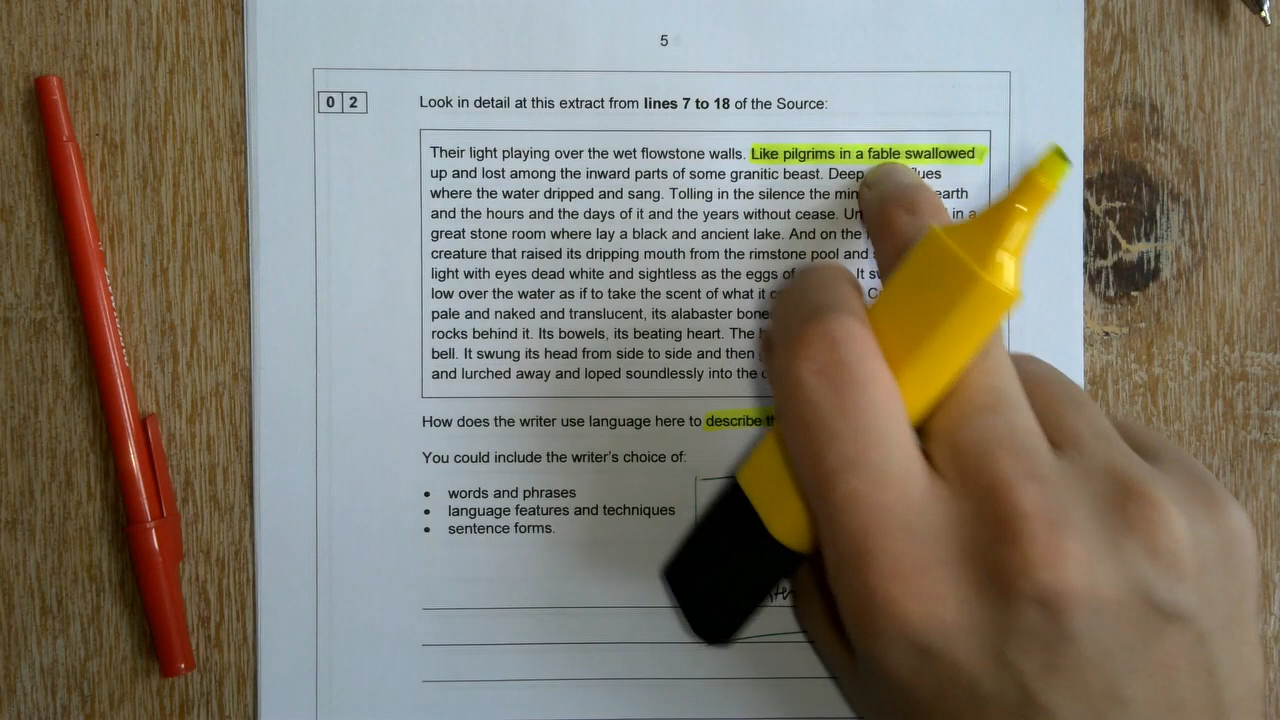 5
0 2
Look in detail at this extract from lines 7 to 18 of the Source:
Their light playing over the wet flowstone walls. Like pilgrims in a fable swallowed
up and lost among the inward parts of some granitic beast. Deep flues
where the water dripped and sang. Tolling in the silence the earth
and the hours and the days of it and the years without cease. in a
great stone room where lay a black and ancient lake. And on the
creature that raised its dripping mouth from the rimstone pool and
light with eyes dead white and sightless as the eggs of It
low over the water as if to take the scent of what it
pale and naked and translucent, its alabaster
rocks behind it. Its bowels, its beating heart. The
bell. It swung its head from side to side and then
and lurched away and loped soundlessly into the
How does the writer use language here to describe
You could include the writer's choice of:
• words and phrases
• language features and techniques
• sentence forms.